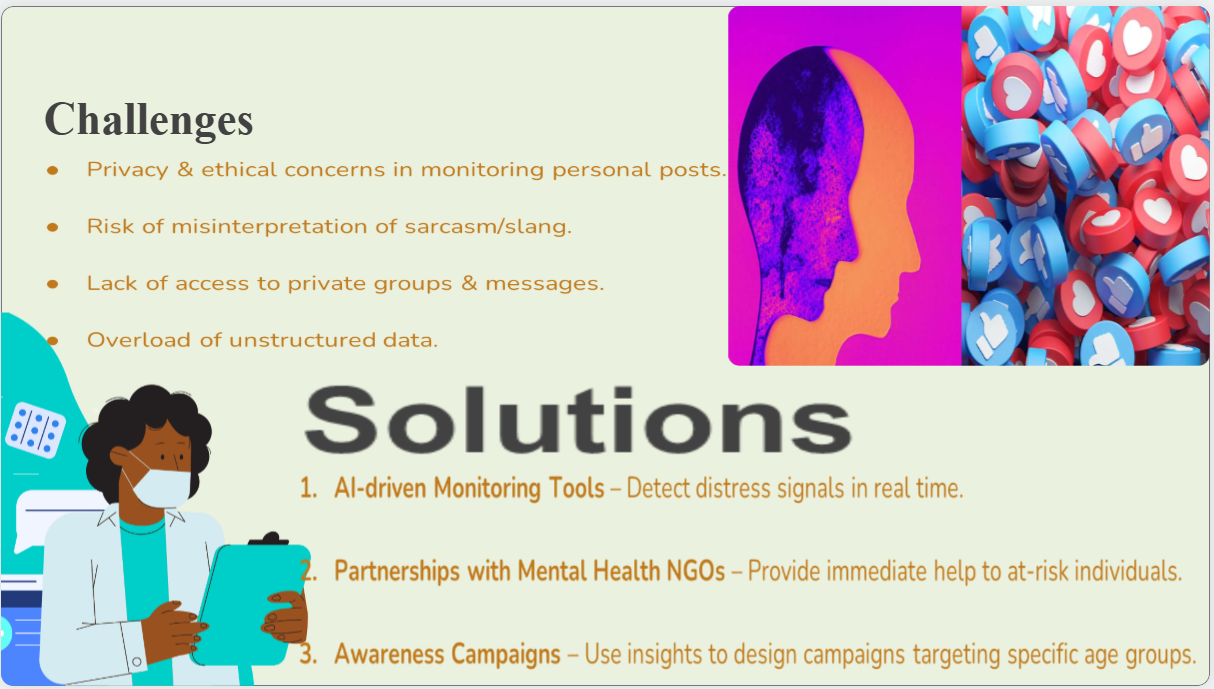 Challenges
● Privacy & ethical concerns in monitoring personal posts.
● Risk of misinterpretation of sarcasm/slang.
● Lack of access to private groups & messages.
● Overload of unstructured data.
Solutions
1. AI-driven Monitoring Tools – Detect distress signals in real time.
2. Partnerships with Mental Health NGOs – Provide immediate help to at-risk individuals.
3. Awareness Campaigns – Use insights to design campaigns targeting specific age groups.